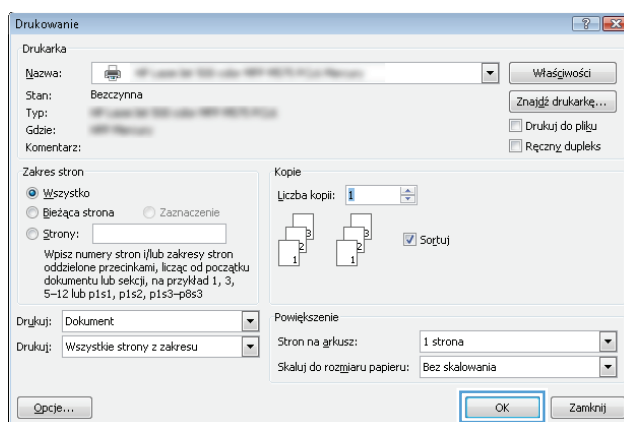 Drukowanie
Drukarka
Nazwa:
Właściwości
Stan: Bezczynna
Znajdź drukarkę...
Typ:
Gdzie:
Drukuj do pliku
Komentarz:
Ręczny dupleks
Zakres stron
Wszystko
Bieżąca strona Zaznaczenie
Strony:
Wpisz numery stron i/lub zakresy stron
oddzielone przecinkami, licząc od początku
dokumentu lub sekcji, na przykład 1, 3,
5–12 lub p1s1, p1s2, p1s3–p8s3
Kopie
Liczba kopii: 1
3 3
2 2
1 1
Sortuj
Drukuj: Dokument
Drukuj: Wszystkie strony z zakresu
Powiększenie
Stron na arkusz: 1 strona
Skaluj do rozmiaru papieru: Bez skalowania
Opcje... OK Zamknij